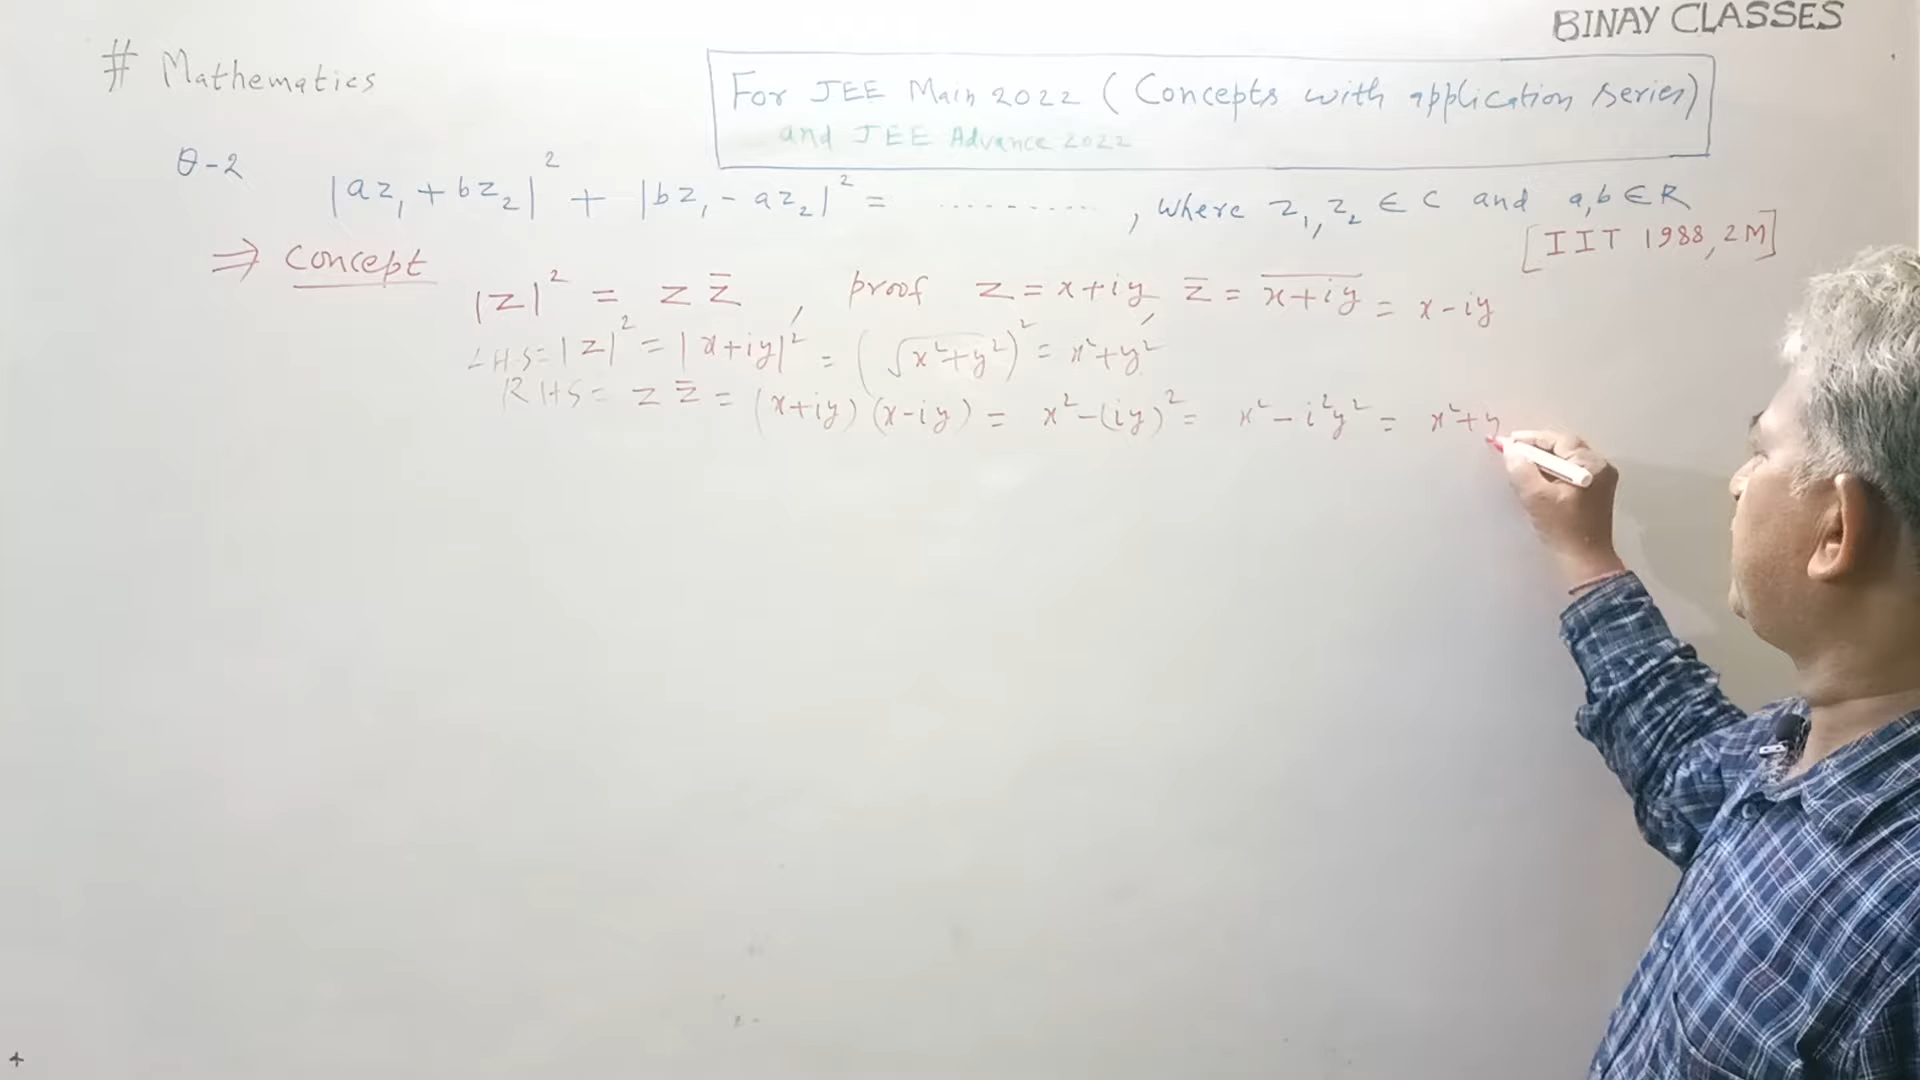 BINAY CLASSES
# Mathematics
For JEE Main 2022 (Concepts with application series)
and JEE Advance 2022
Q-2
|az₁ + bz₂|² + |bz₁ - az₂|² = .........., where z₁, z₂ ∈ C and a,b ∈ R
[IIT 1988, 2M]
⇒ Concept
|z|² = z z̅ , proof z = x+iy, z̅ = \overline{x+iy} = x-iy
LHS = |z|² = |x+iy|² = (√(x²+y²))² = x²+y²
RHS = z z̅ = (x+iy)(x-iy) = x²-(iy)² = x²-i²y² = x²+y